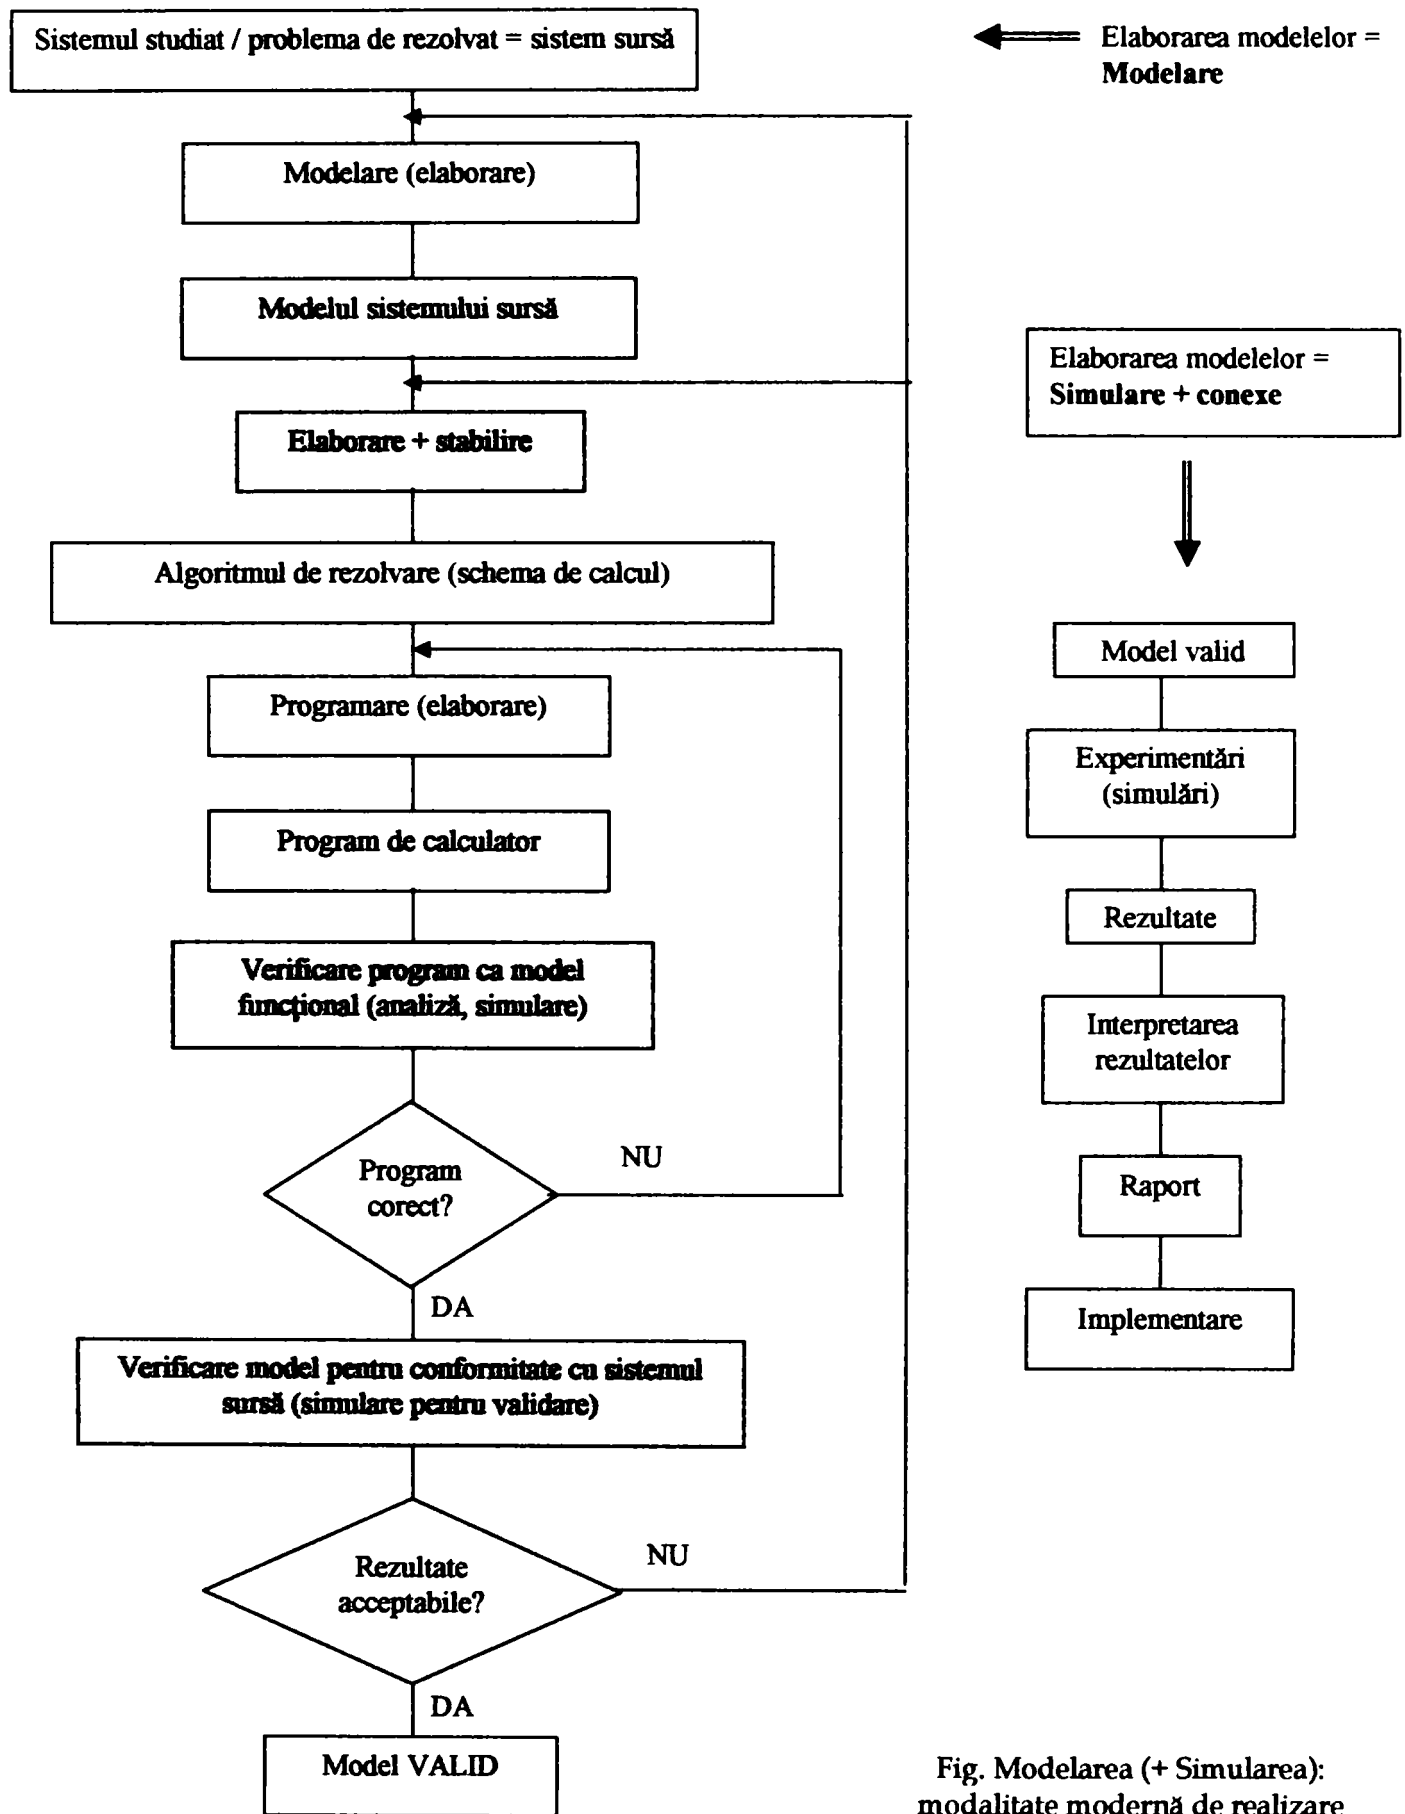 Sistemul studiat / problema de rezolvat = sistem sursă
Elaborarea modelelor =
Modelare
Modelare (elaborare)
Modelul sistemului sursă
Elaborare + stabilire
Algoritmul de rezolvare (schema de calcul)
Programare (elaborare)
Program de calculator
Verificare program ca model
funcţional (analiză, simulare)
Program
corect?
NU
DA
Verificare model pentru conformitate cu sistemul
sursă (simulare pentru validare)
Rezultate
acceptabile?
NU
DA
Model VALID
Elaborarea modelelor =
Simulare + conexe
Model valid
Experimentări
(simulări)
Rezultate
Interpretarea
rezultatelor
Raport
Implementare
Fig. Modelarea (+ Simularea):
modalitate modernă de realizare